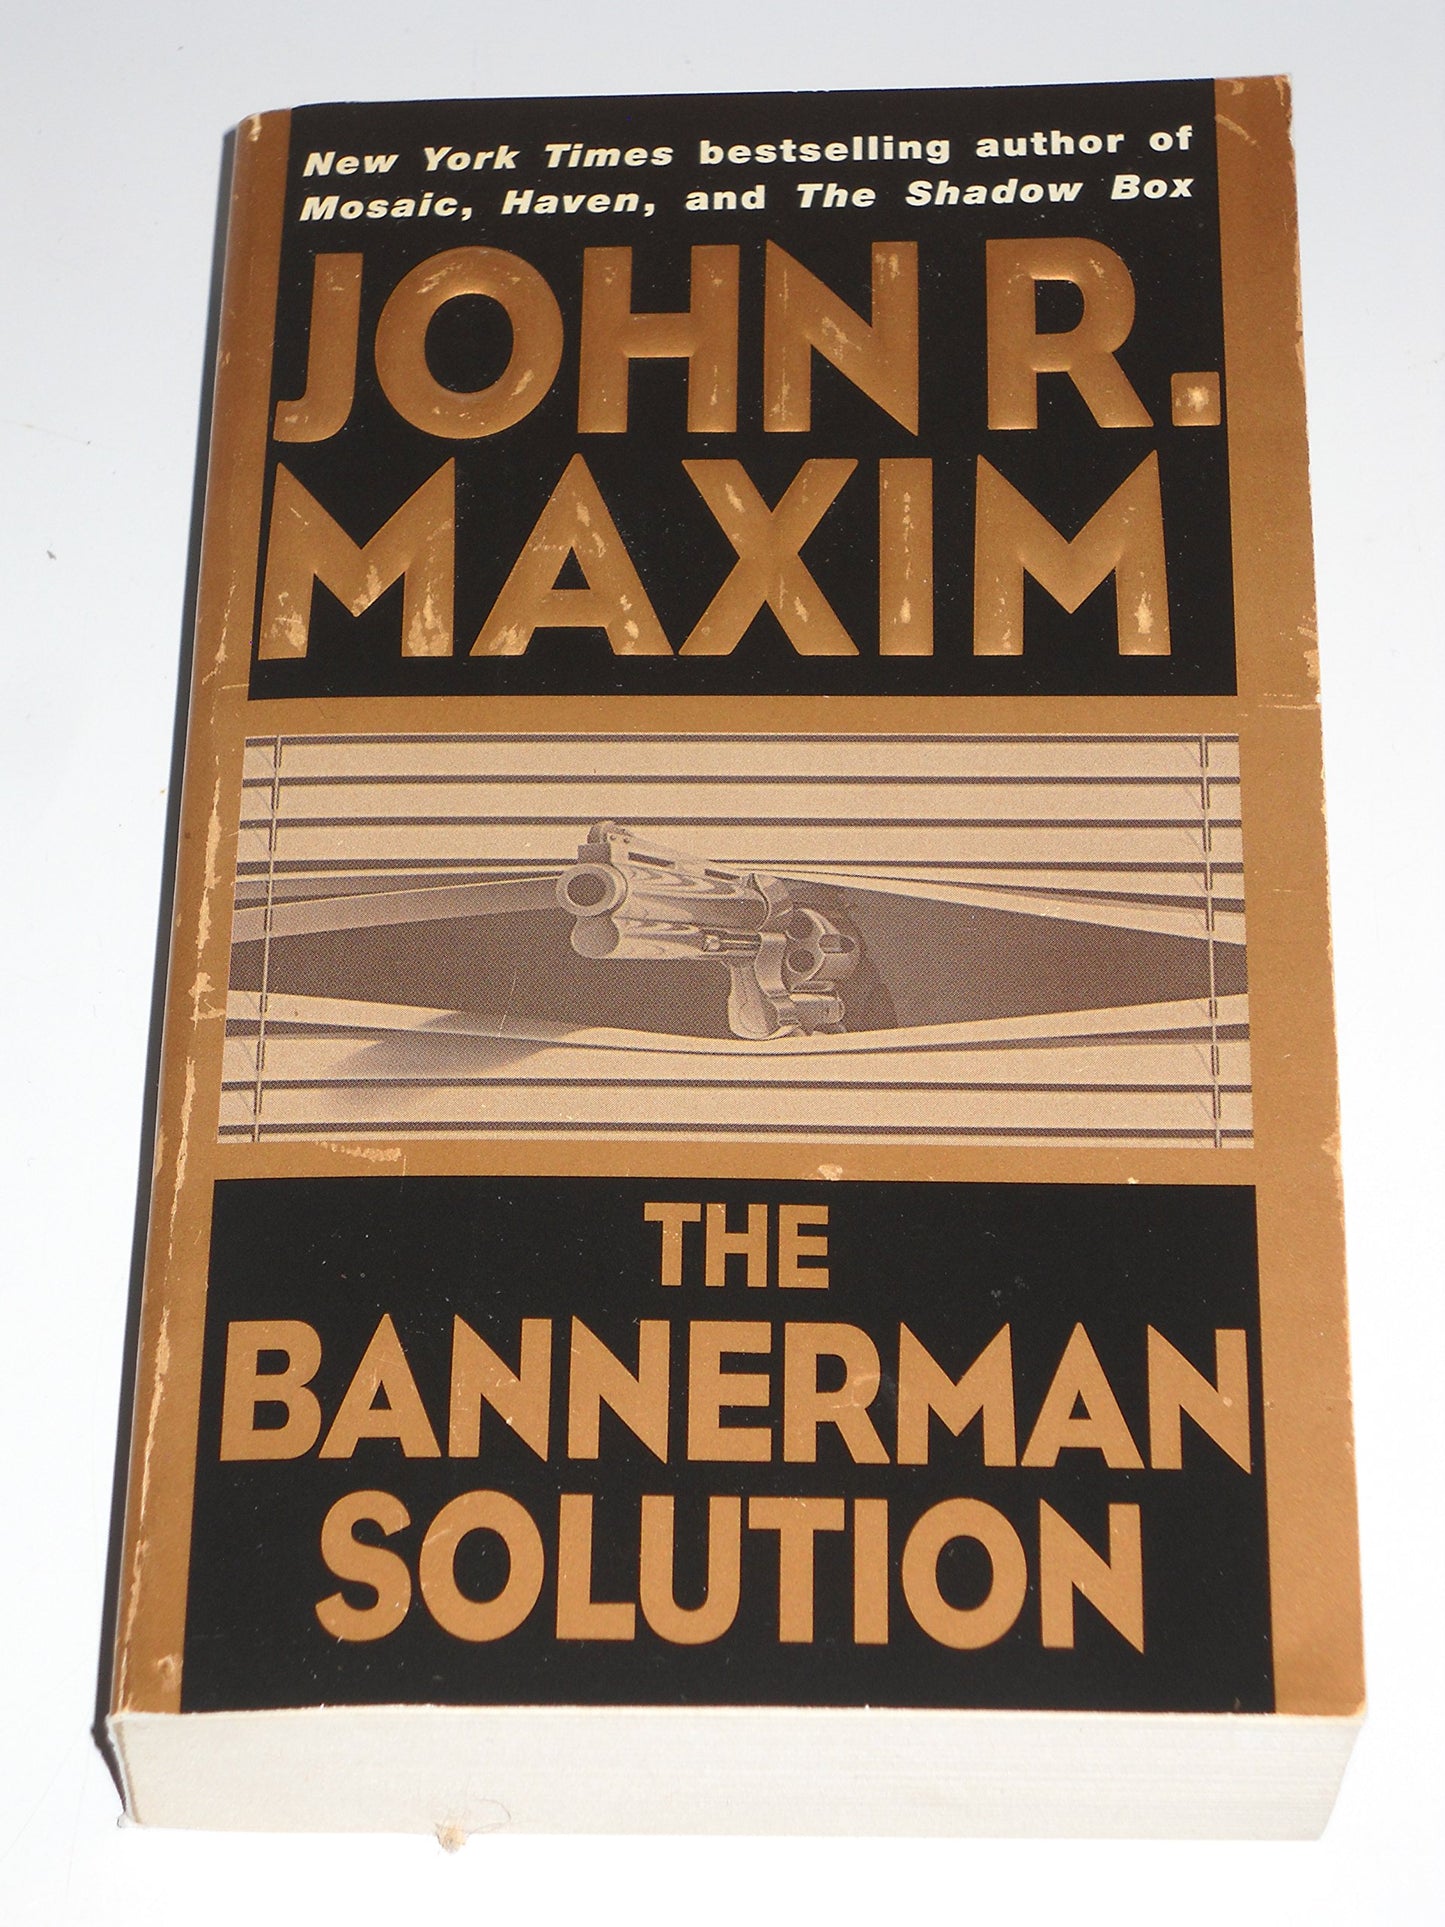 New York Times bestselling author of
Mosaic, Haven, and The Shadow Box
JOHN R.
MAXIM
THE
BANNERMAN
SOLUTION